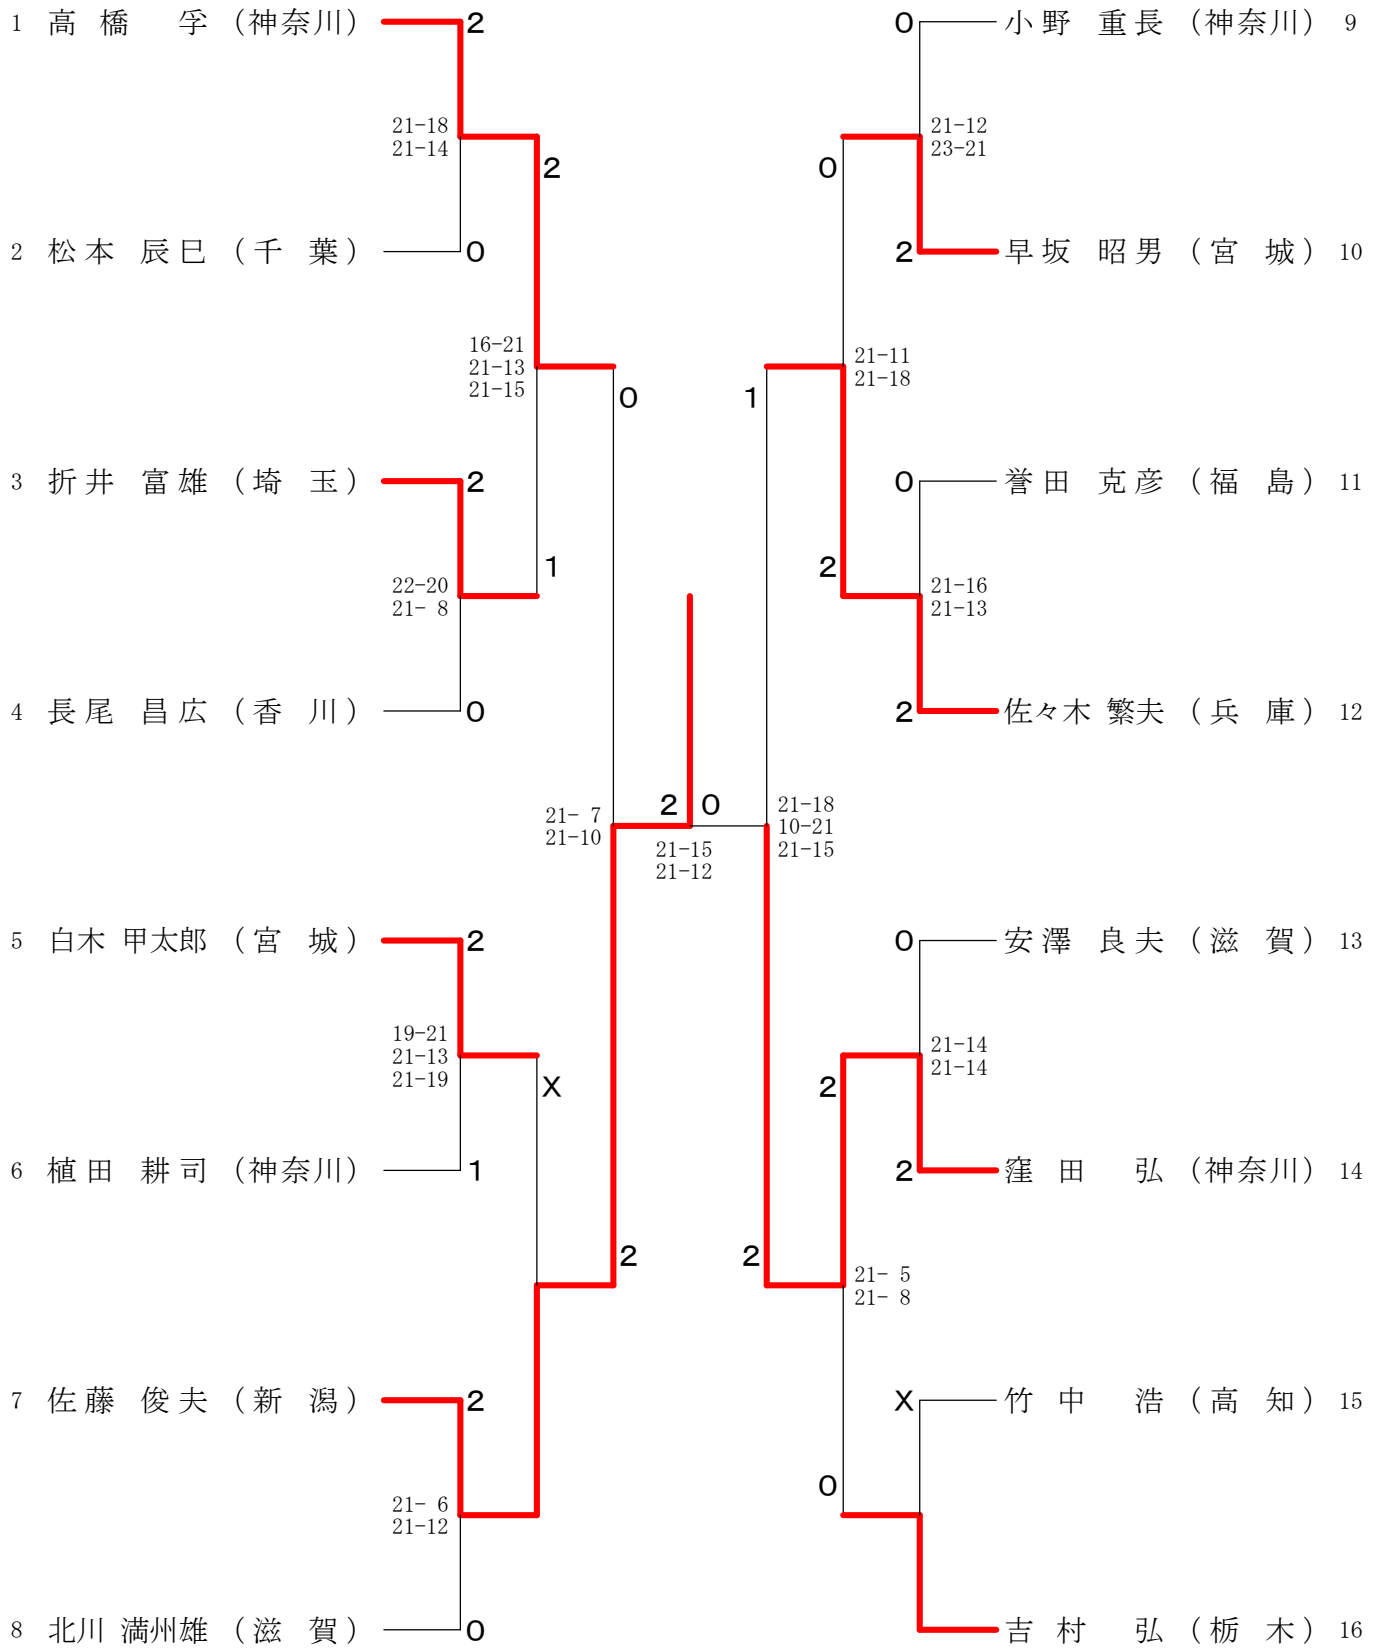 1 高橋 孚 (神奈川) 2
21-18
21-14
2
2 松本 辰巳 (千 葉) 0
16-21
21-13
21-15
0
3 折井 富雄 (埼 玉) 2
1
22-20
21- 8
4 長尾 昌広 (香 川) 0
21- 7
21-10
2 0
21-15
21-12
5 白木 甲太郎 (宮 城) 2
19-21
21-13
21-19
X
6 植田 耕司 (神奈川) 1
2
7 佐藤 俊夫 (新 潟) 2
21- 6
21-12
8 北川 満州雄 (滋 賀) 0
0 小野 重長 (神奈川) 9
21-12
23-21
0
2 早坂 昭男 (宮 城) 10
21-11
21-18
1
0 誉田 克彦 (福 島) 11
2
21-16
21-13
2 佐々木 繁夫 (兵 庫) 12
21-18
10-21
21-15
0 安澤 良夫 (滋 賀) 13
21-14
21-14
2
2 窪田 弘 (神奈川) 14
2
21- 5
21- 8
X 竹中 浩 (高 知) 15
0
吉村 弘 (栃 木) 16